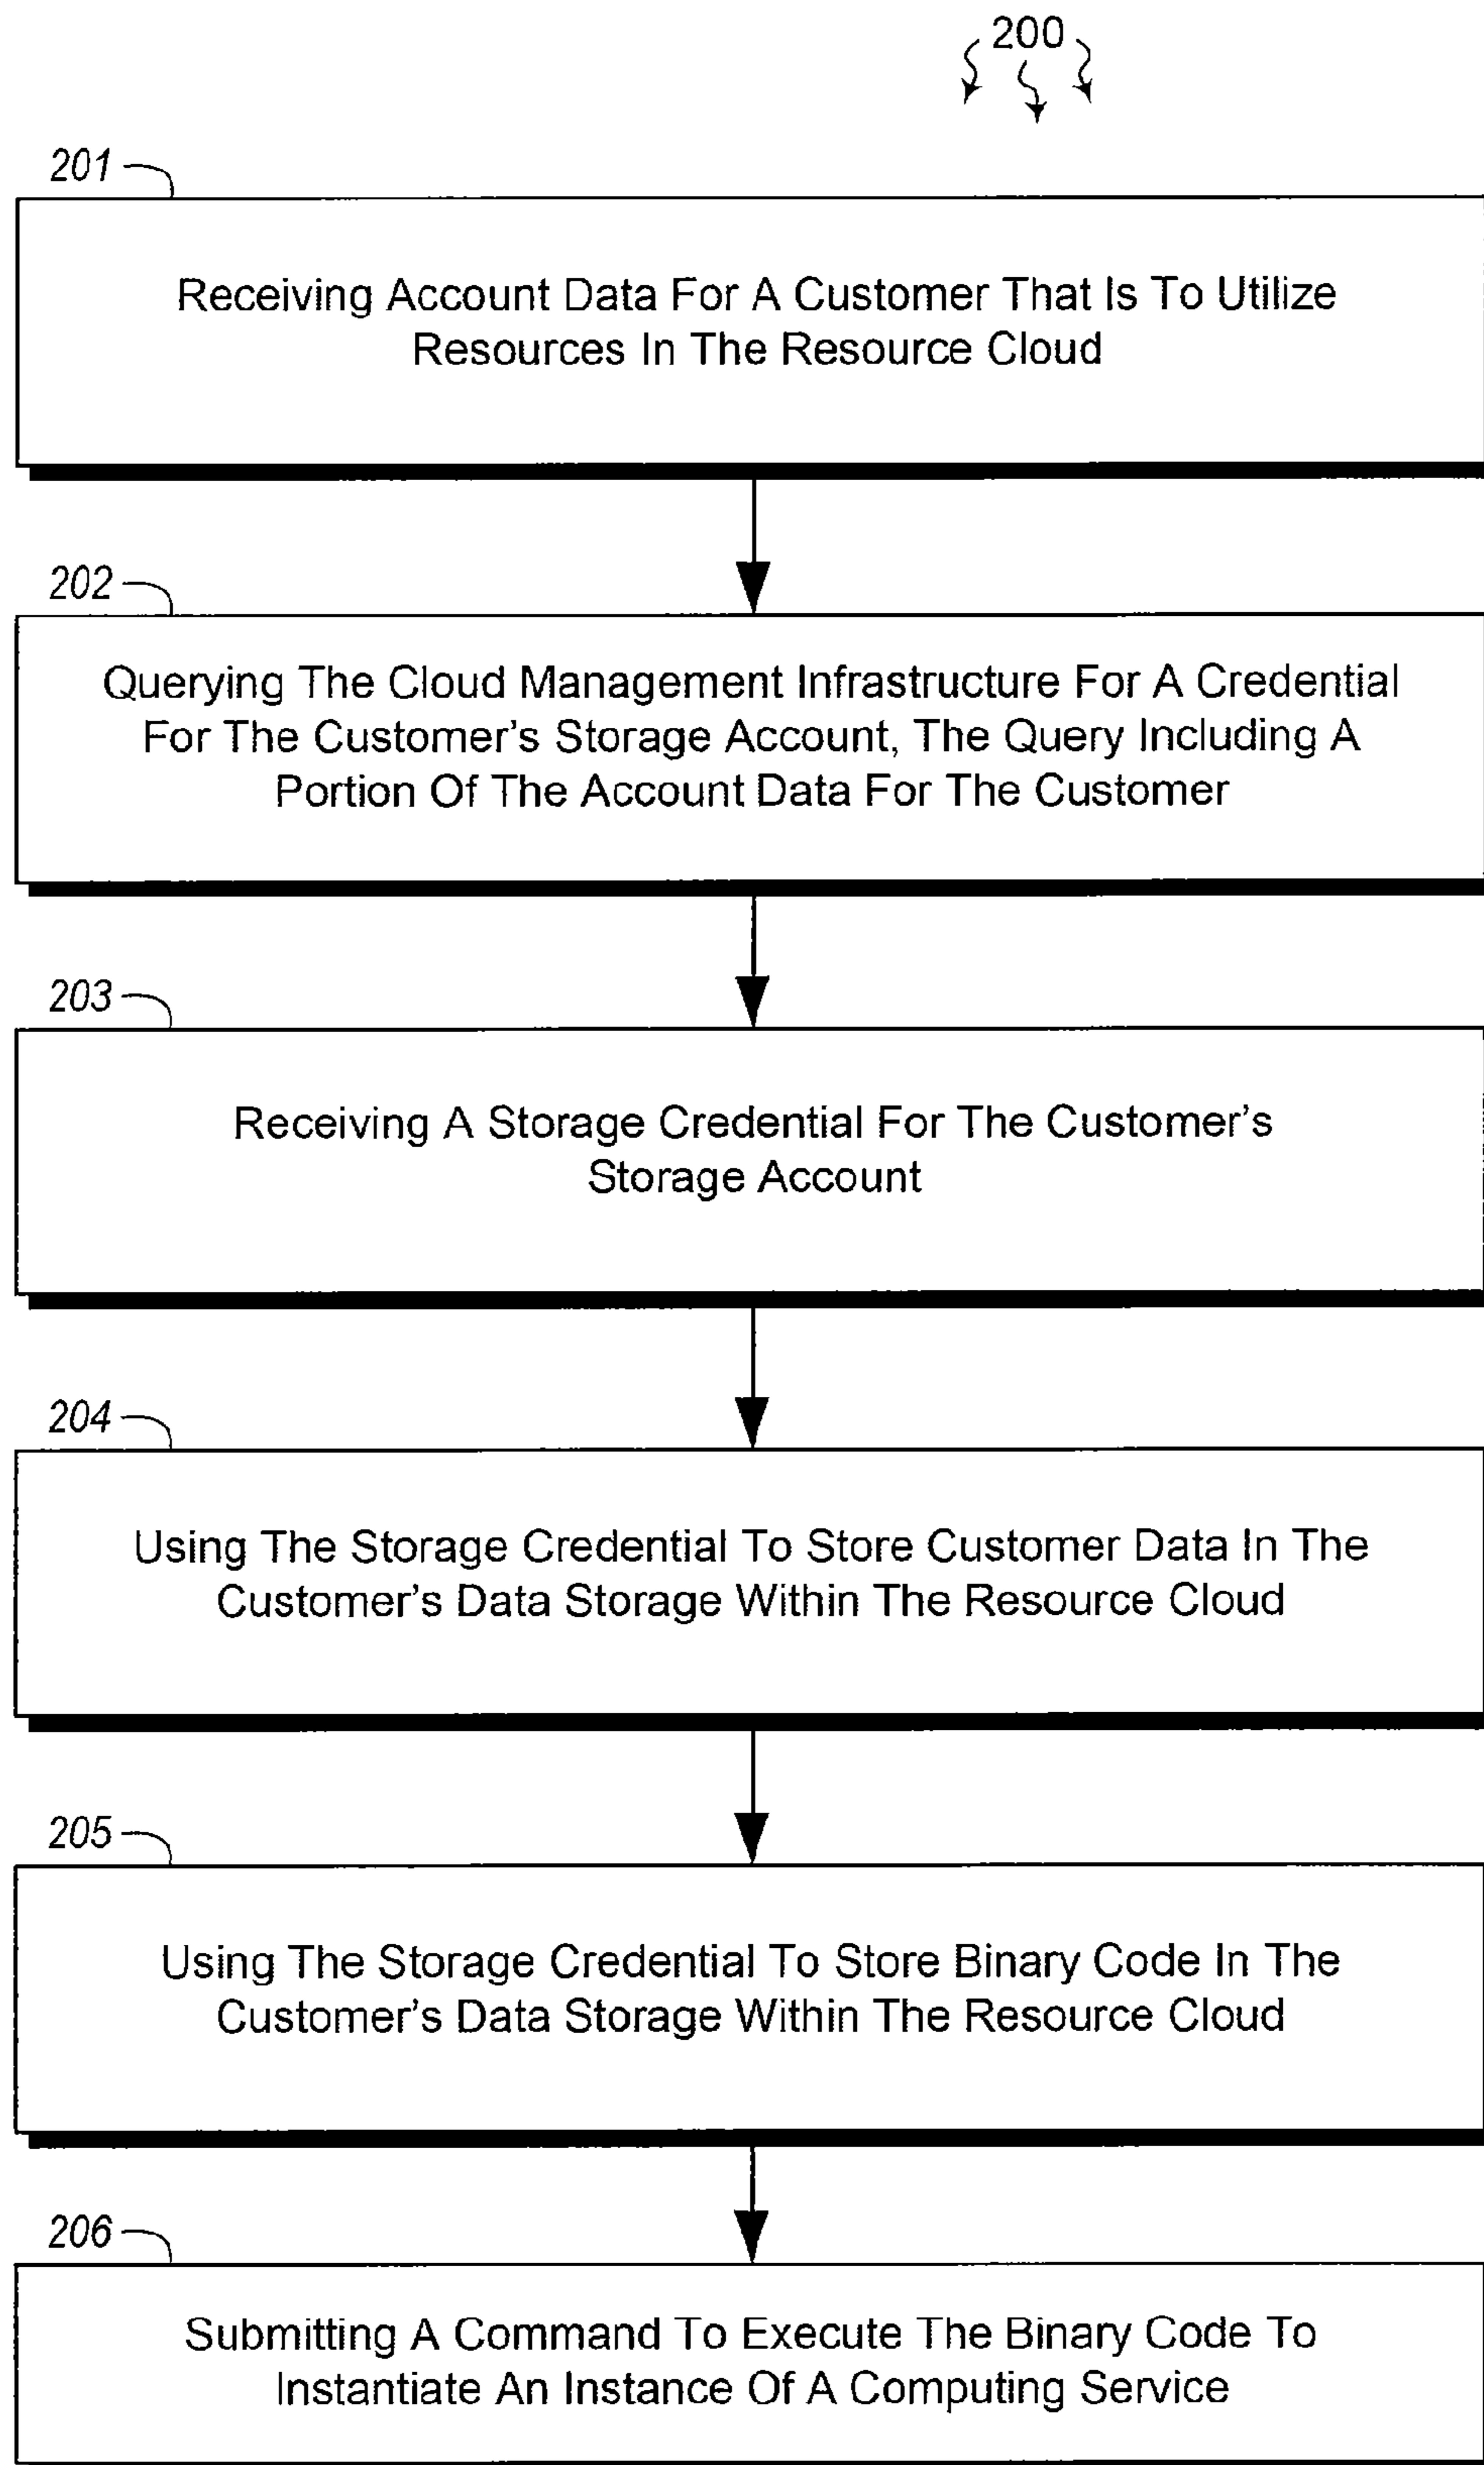 200
201
Receiving Account Data For A Customer That Is To Utilize
Resources In The Resource Cloud
202
Querying The Cloud Management Infrastructure For A Credential
For The Customer's Storage Account, The Query Including A
Portion Of The Account Data For The Customer
203
Receiving A Storage Credential For The Customer's
Storage Account
204
Using The Storage Credential To Store Customer Data In The
Customer's Data Storage Within The Resource Cloud
205
Using The Storage Credential To Store Binary Code In The
Customer's Data Storage Within The Resource Cloud
206
Submitting A Command To Execute The Binary Code To
Instantiate An Instance Of A Computing Service